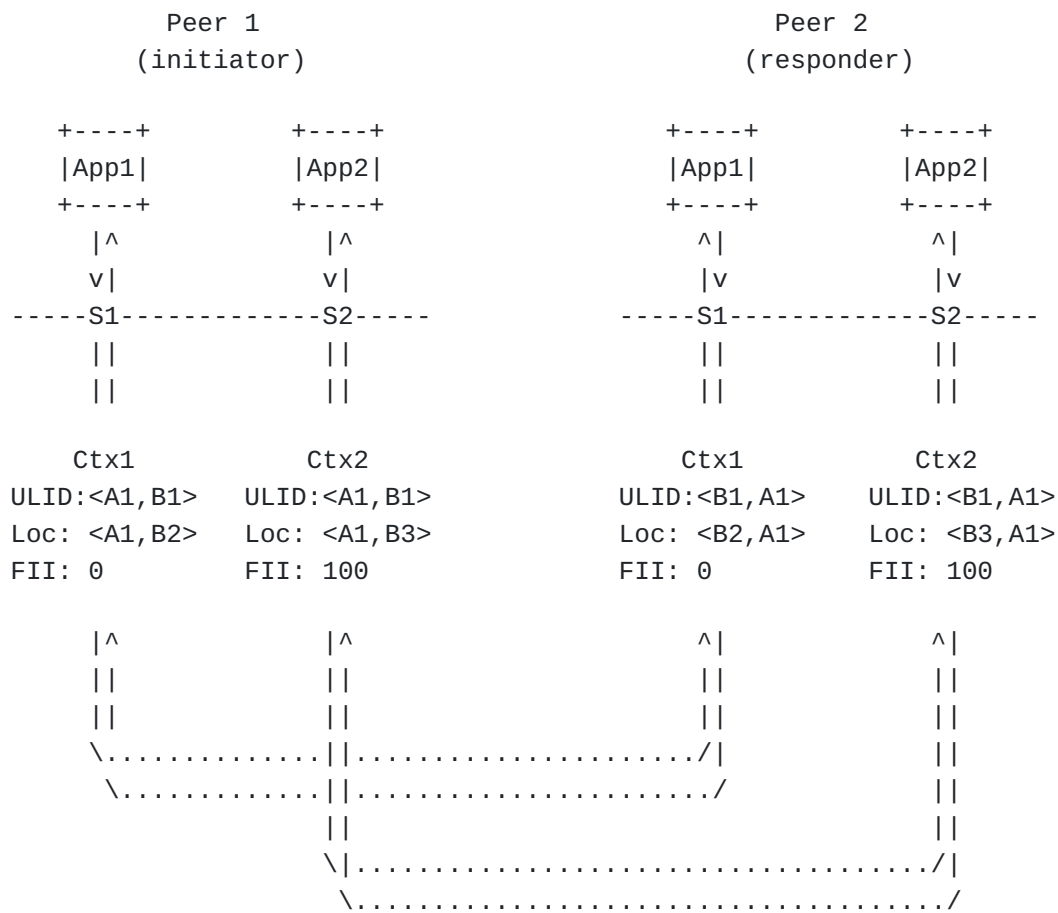 Peer 1                                Peer 2
            (initiator)                           (responder)

       +----+         +----+                  +----+         +----+
       |App1|         |App2|                  |App1|         |App2|
       +----+         +----+                  +----+         +----+
         |^             |^                      ^|             ^|
         v|             v|                      |v             |v
    -----S1-------------S2-----            -----S1-------------S2-----
         ||             ||                      ||             ||
         ||             ||                      ||             ||

        Ctx1           Ctx2                    Ctx1           Ctx2
    ULID:<A1,B1>   ULID:<A1,B1>            ULID:<B1,A1>    ULID:<B1,A1>
    Loc: <A1,B2>   Loc: <A1,B3>            Loc: <B2,A1>    Loc: <B3,A1>
    FII: 0         FII: 100                FII: 0          FII: 100

         |^             |^                      ^|             ^|
         ||             ||                      ||             ||
         ||             ||                      ||             ||
         \..............||....................../|             ||
          \.............||......................./             ||
                        ||                                     ||
                        \|...................................../|
                         \....................................../